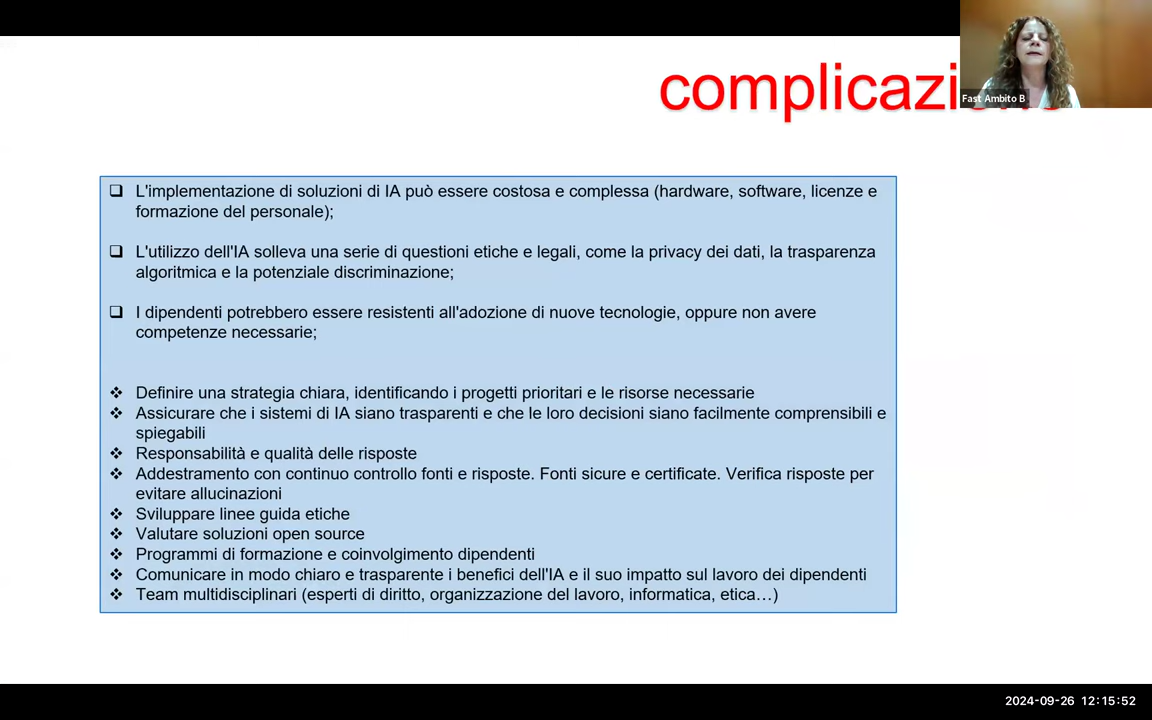 Fast Ambito B
❑ L'implementazione di soluzioni di IA può essere costosa e complessa (hardware, software, licenze e
formazione del personale);
❑ L'utilizzo dell'IA solleva una serie di questioni etiche e legali, come la privacy dei dati, la trasparenza
algoritmica e la potenziale discriminazione;
❑ I dipendenti potrebbero essere resistenti all'adozione di nuove tecnologie, oppure non avere
competenze necessarie;
❖ Definire una strategia chiara, identificando i progetti prioritari e le risorse necessarie
❖ Assicurare che i sistemi di IA siano trasparenti e che le loro decisioni siano facilmente comprensibili e
spiegabili
❖ Responsabilità e qualità delle risposte
❖ Addestramento con continuo controllo fonti e risposte. Fonti sicure e certificate. Verifica risposte per
evitare allucinazioni
❖ Sviluppare linee guida etiche
❖ Valutare soluzioni open source
❖ Programmi di formazione e coinvolgimento dipendenti
❖ Comunicare in modo chiaro e trasparente i benefici dell'IA e il suo impatto sul lavoro dei dipendenti
❖ Team multidisciplinari (esperti di diritto, organizzazione del lavoro, informatica, etica…)
2024-09-26 12:15:52